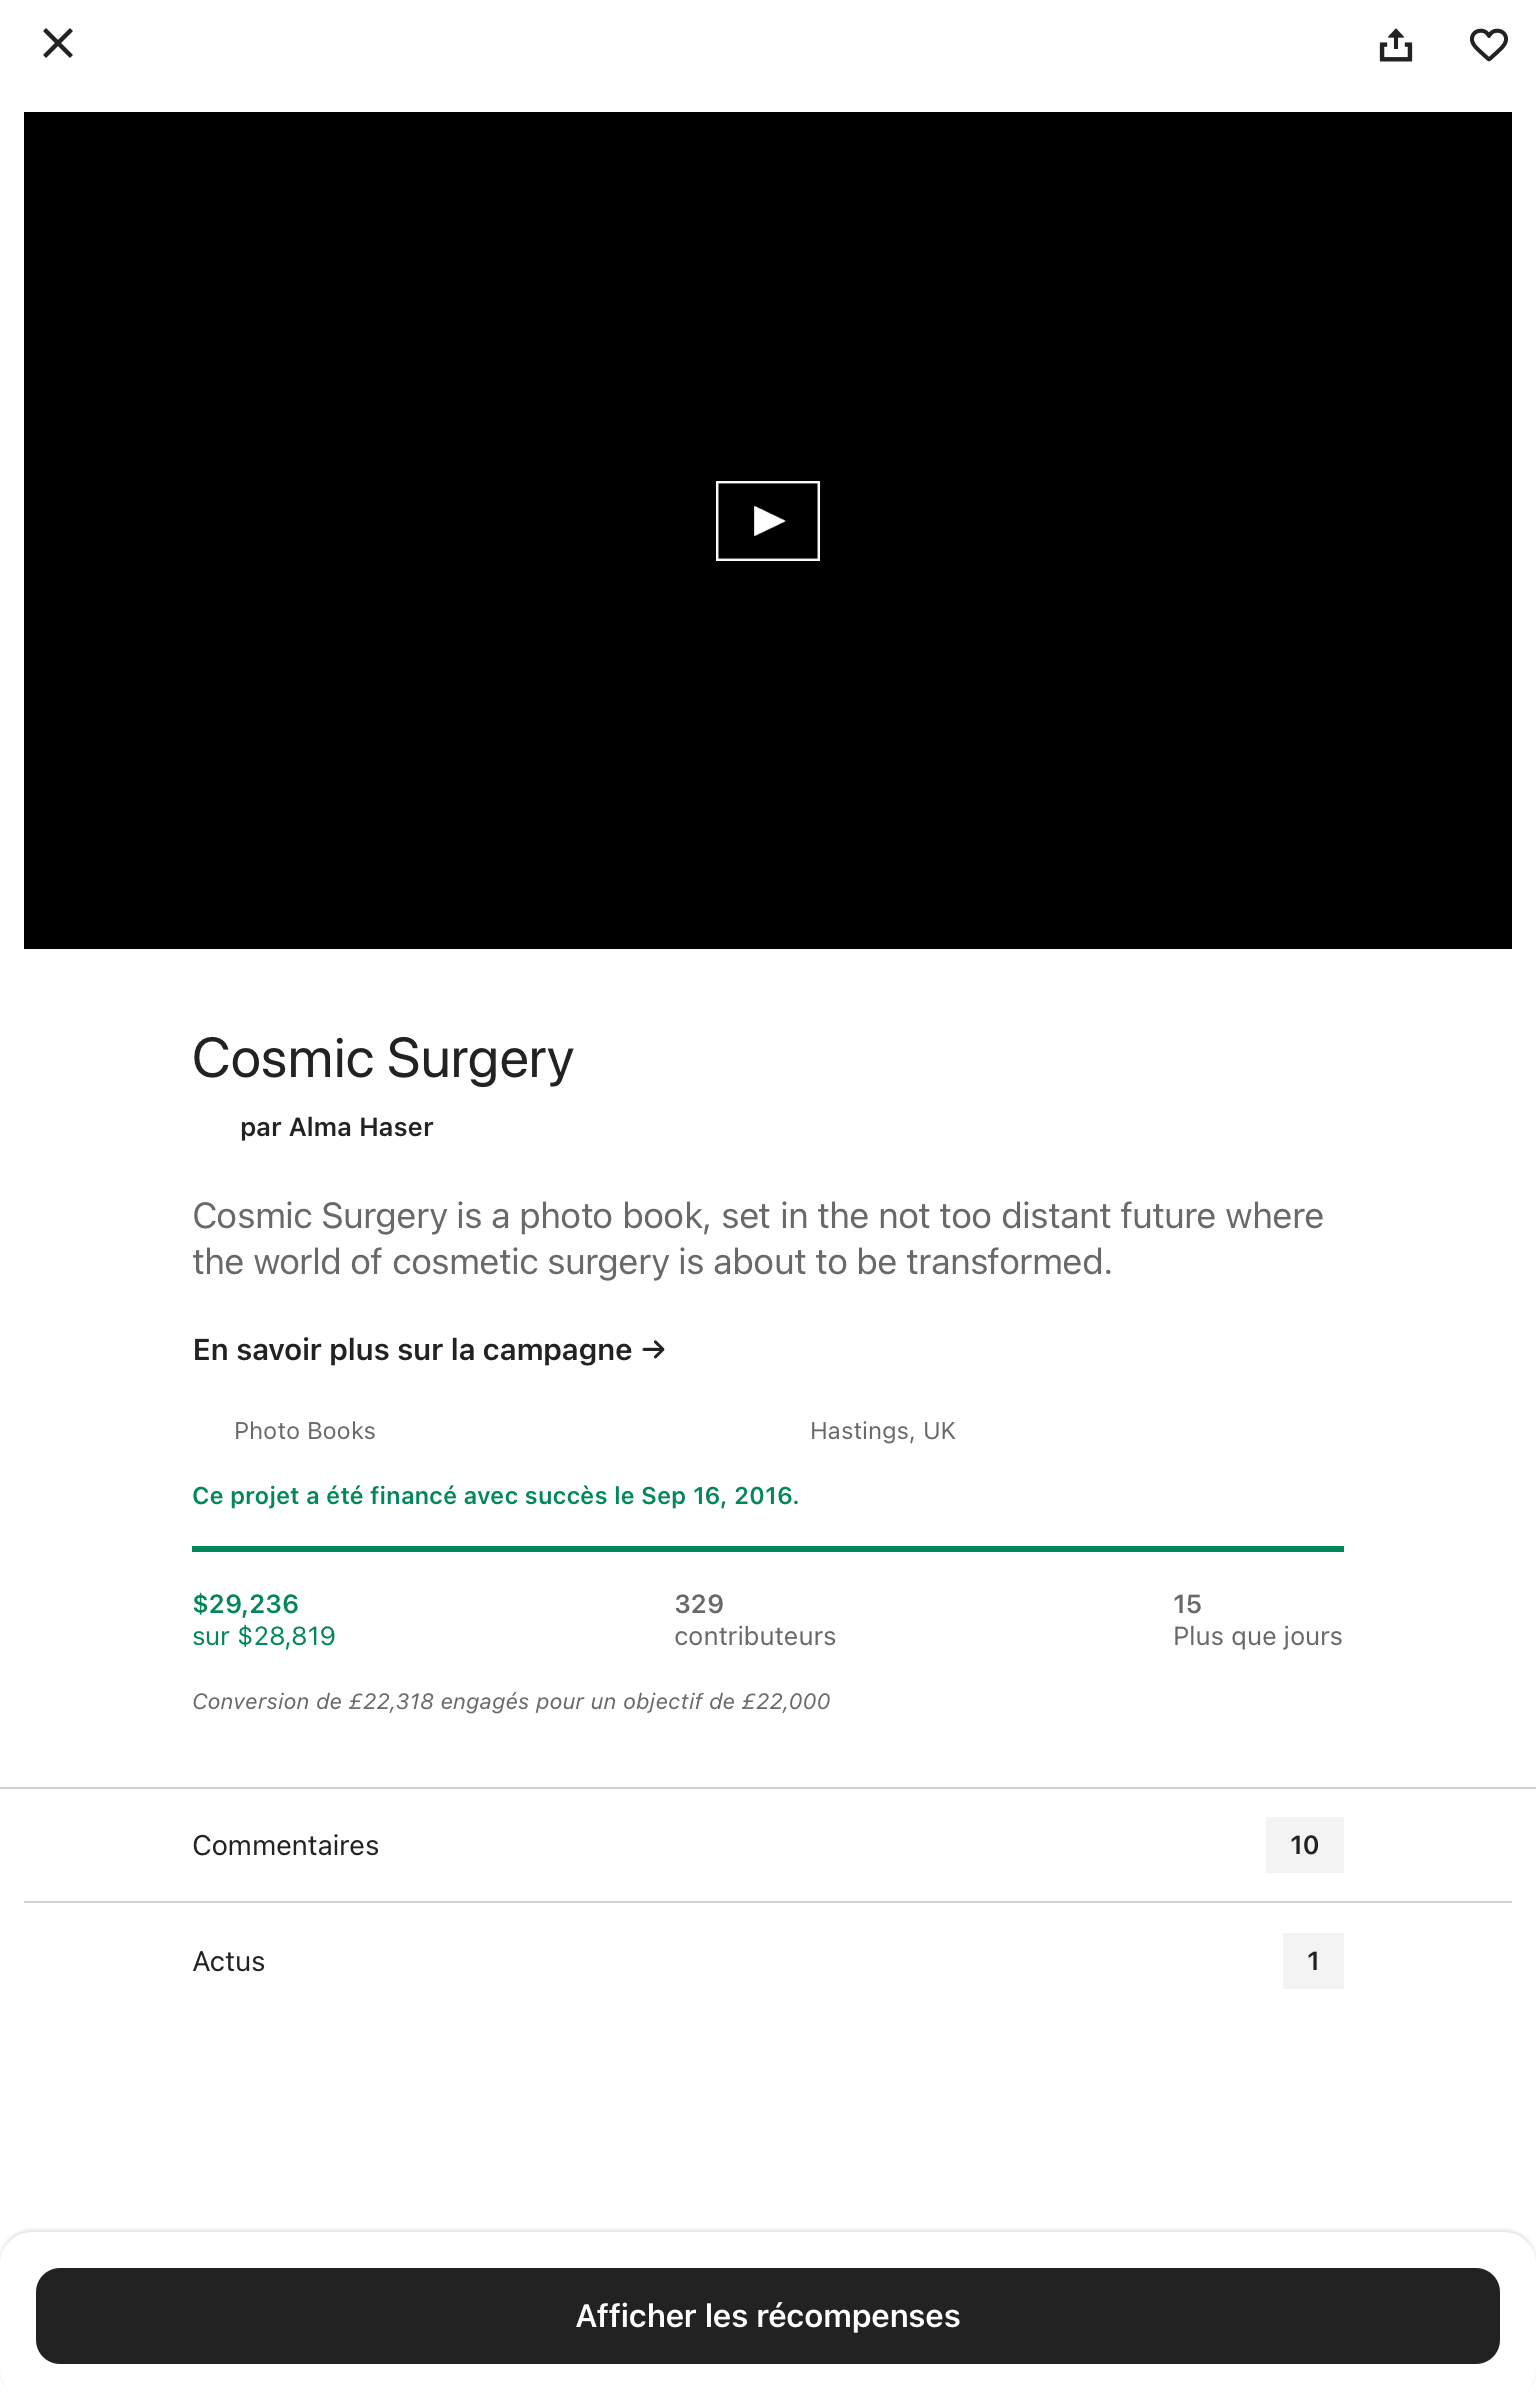 Cosmic Surgery
par Alma Haser
Cosmic Surgery is a photo book, set in the not too distant future where
the world of cosmetic surgery is about to be transformed.
En savoir plus sur la campagne →
Photo Books
Hastings, UK
Ce projet a été financé avec succès le Sep 16, 2016.
$29,236
sur $28,819
329
contributeurs
15
Plus que jours
Conversion de £22,318 engagés pour un objectif de £22,000
Commentaires
10
Actus
1
Afficher les récompenses